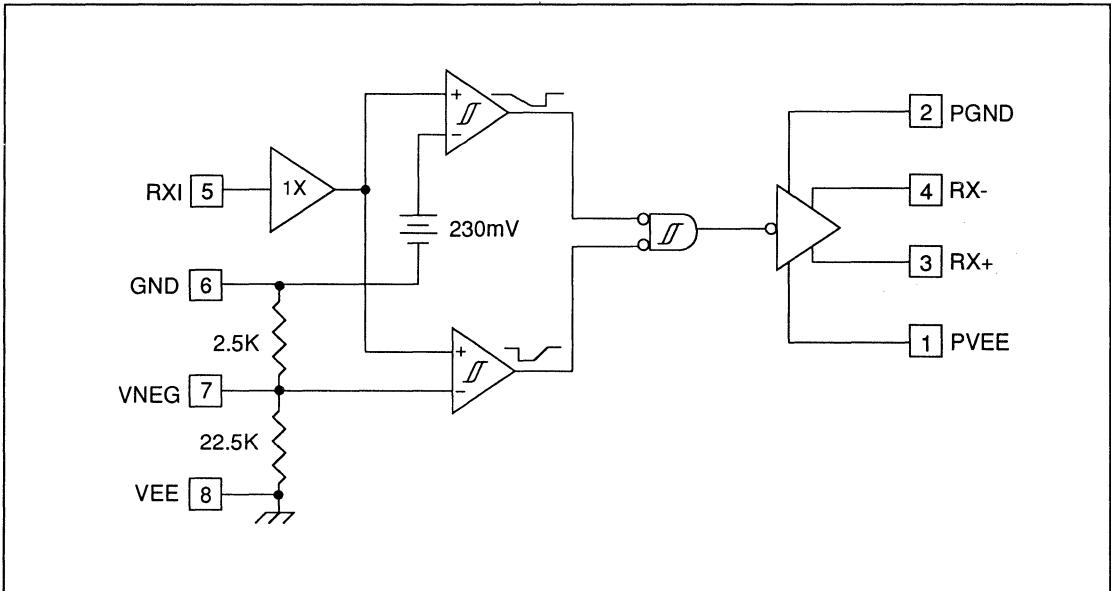 RXI 5
1X
+
−
230mV
GND 6
2.5K
+
−
VNEG 7
22.5K
VEE 8
2 PGND
4 RX-
3 RX+
1 PVEE